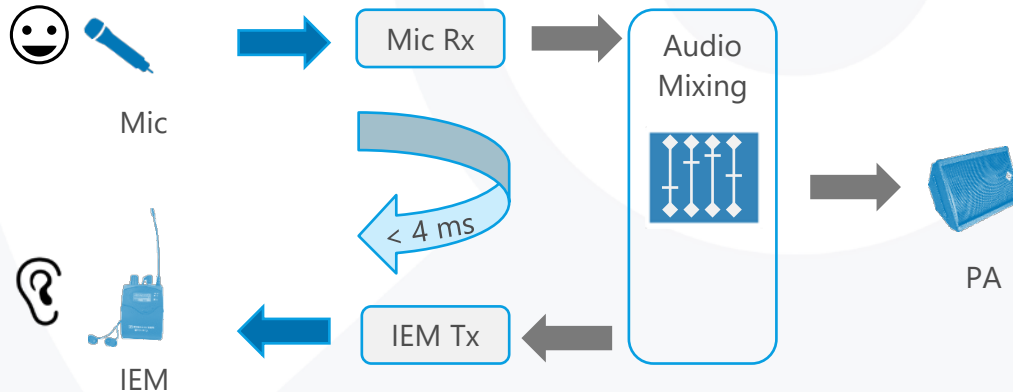 Mic Rx
Audio
Mixing
Mic
< 4 ms
PA
IEM Tx
IEM